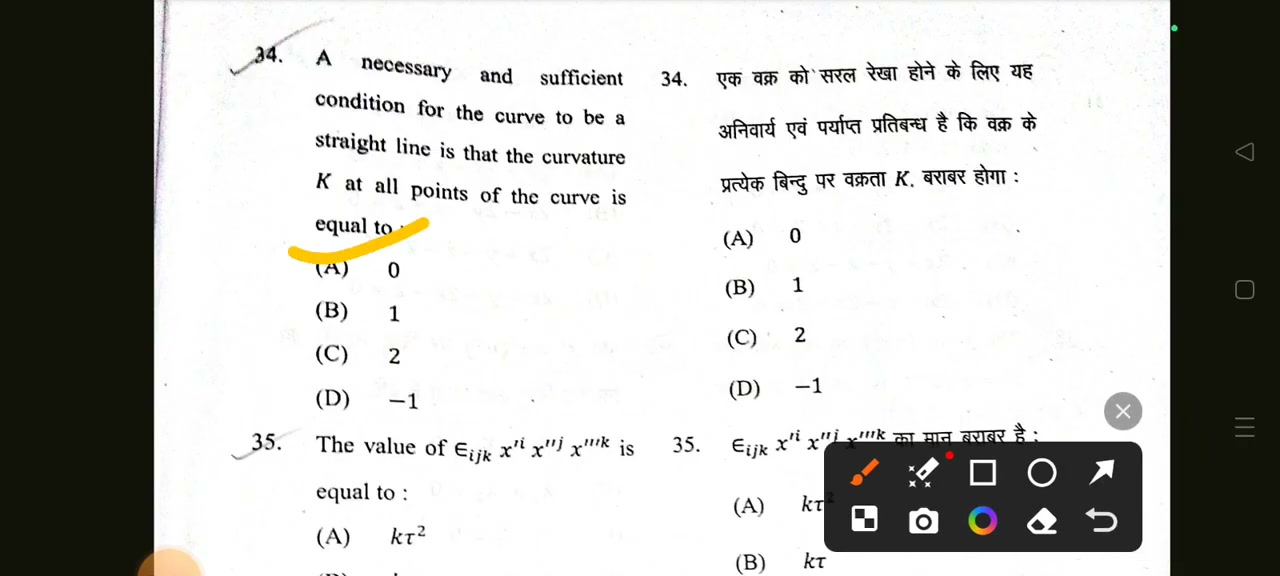 34. A necessary and sufficient
condition for the curve to be a
straight line is that the curvature
K at all points of the curve is
equal to :
(A) 0
(B) 1
(C) 2
(D) −1
35. The value of ∈ijk x′i x″j x‴k is
equal to :
(A) kτ²
34. एक वक्र को सरल रेखा होने के लिए यह
अनिवार्य एवं पर्याप्त प्रतिबन्ध है कि वक्र के
प्रत्येक बिन्दु पर वक्रता K. बराबर होगा :
(A) 0
(B) 1
(C) 2
(D) −1
35. ∈ijk x′i x″j x‴k का मान बराबर है :
(A) kτ²
(B) kτ